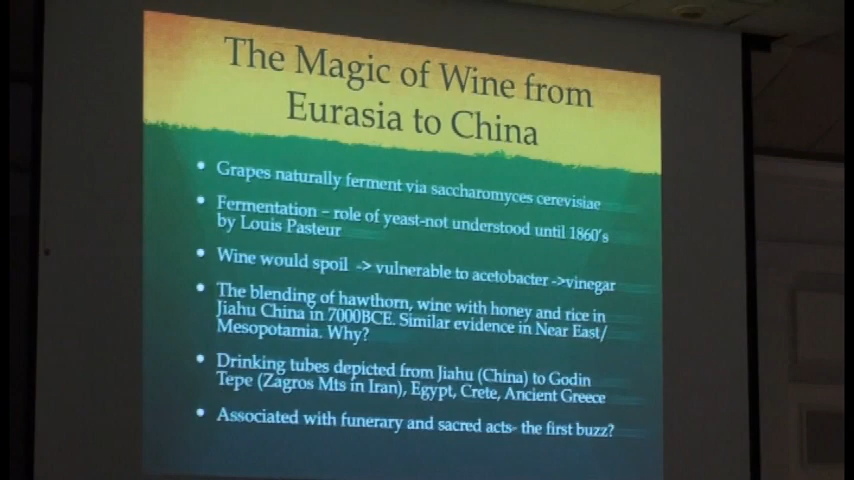 The Magic of Wine from
Eurasia to China
• Grapes naturally ferment via saccharomyces cerevisiae
• Fermentation – role of yeast-not understood until 1860's
by Louis Pasteur
• Wine would spoil -> vulnerable to acetobacter ->vinegar
• The blending of hawthorn, wine with honey and rice in
Jiahu China in 7000BCE. Similar evidence in Near East/
Mesopotamia. Why?
• Drinking tubes depicted from Jiahu (China) to Godin
Tepe (Zagros Mts in Iran), Egypt, Crete, Ancient Greece
• Associated with funerary and sacred acts- the first buzz?